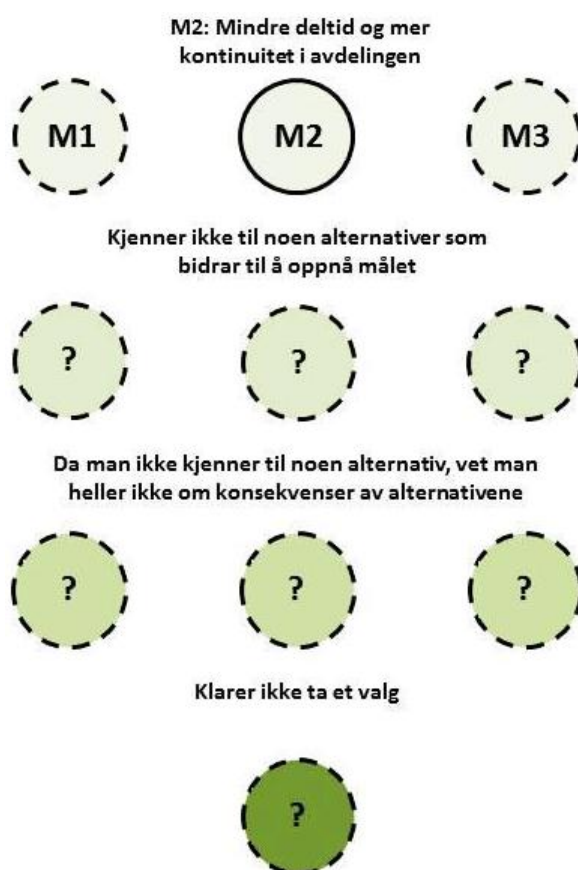 M2: Mindre deltid og mer
kontinuitet i avdelingen
M1 M2 M3
Kjenner ikke til noen alternativer som
bidrar til å oppnå målet
? ? ?
Da man ikke kjenner til noen alternativ, vet man
heller ikke om konsekvenser av alternativene
? ? ?
Klarer ikke ta et valg
?